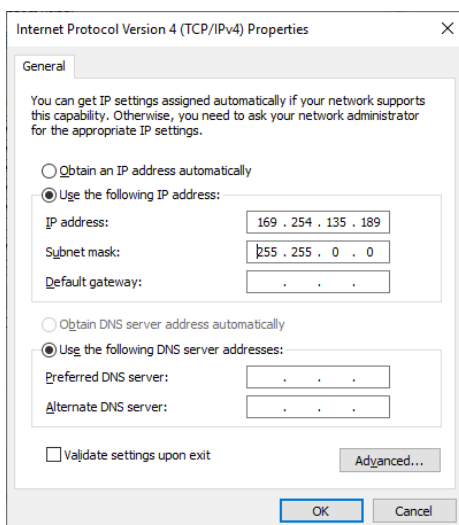 Internet Protocol Version 4 (TCP/IPv4) Properties
General
You can get IP settings assigned automatically if your network supports
this capability. Otherwise, you need to ask your network administrator
for the appropriate IP settings.
Obtain an IP address automatically
Use the following IP address:
IP address: 169 . 254 . 135 . 189
Subnet mask: 255 . 255 . 0 . 0
Default gateway: . . .
Obtain DNS server address automatically
Use the following DNS server addresses:
Preferred DNS server: . . .
Alternate DNS server: . . .
Validate settings upon exit
Advanced...
OK Cancel